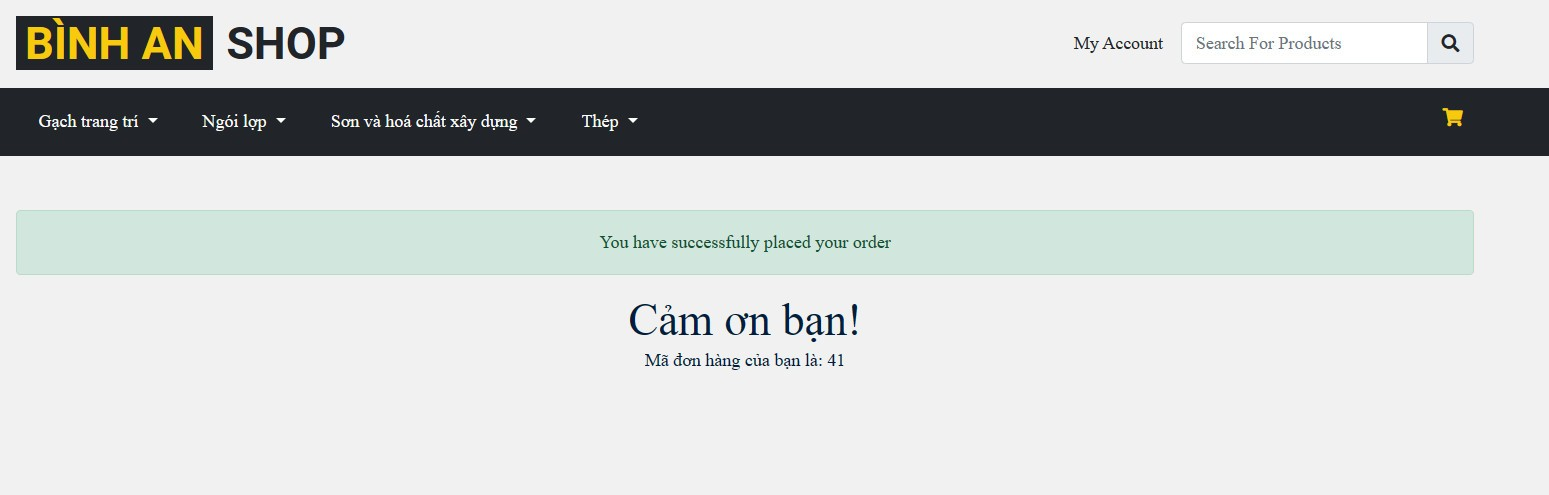 BÌNH AN SHOP
My Account
Search For Products
Gạch trang trí
Ngói lợp
Sơn và hoá chất xây dựng
Thép
You have successfully placed your order
Cảm ơn bạn!
Mã đơn hàng của bạn là: 41